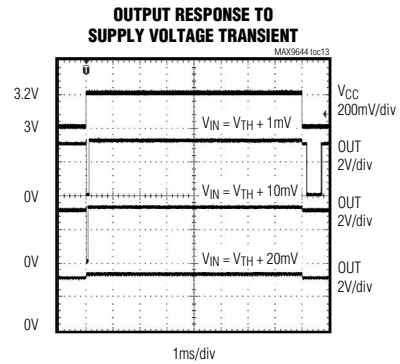 OUTPUT RESPONSE TO
SUPPLY VOLTAGE TRANSIENT
MAX9644 toc13
T
3.2V
VCC
200mV/div
3V
VIN = VTH + 1mV
OUT
2V/div
0V
VIN = VTH + 10mV
OUT
2V/div
0V
VIN = VTH + 20mV
OUT
2V/div
0V
1ms/div